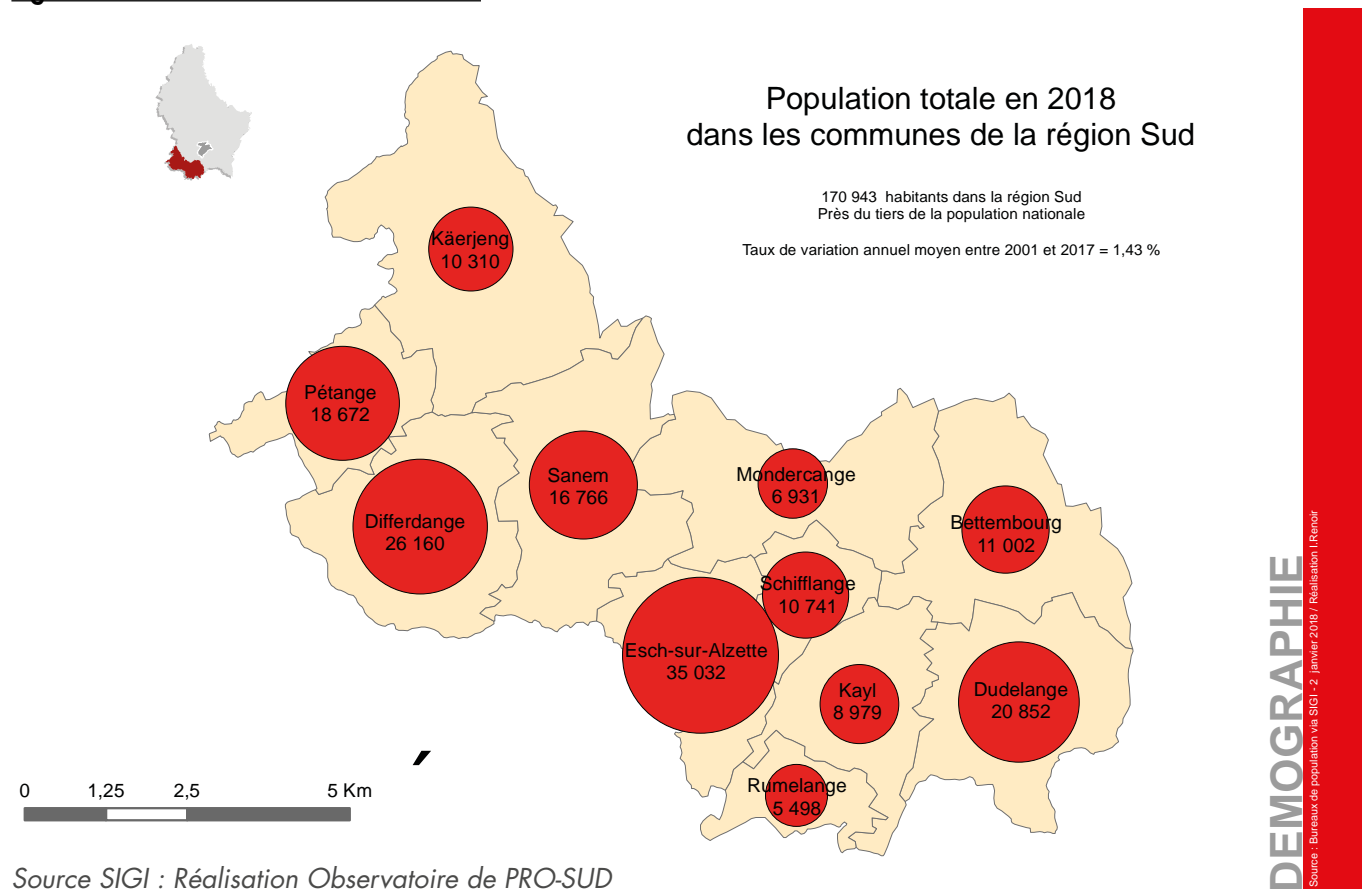 Population totale en 2018
dans les communes de la région Sud
170 943 habitants dans la région Sud
Près du tiers de la population nationale
Taux de variation annuel moyen entre 2001 et 2017 = 1,43 %
Käerjeng
10 310
Pétange
18 672
Differdange
26 160
Sanem
16 766
Mondercange
6 931
Bettembourg
11 002
Schifflange
10 741
Esch-sur-Alzette
35 032
Kayl
8 979
Dudelange
20 852
Rumelange
5 498
0 1,25 2,5 5 Km
Source SIGI : Réalisation Observatoire de PRO-SUD
DEMOGRAPHIE
Source : Bureaux de population via SIGI - 2 janvier 2018 / Réalisation I.Renoir